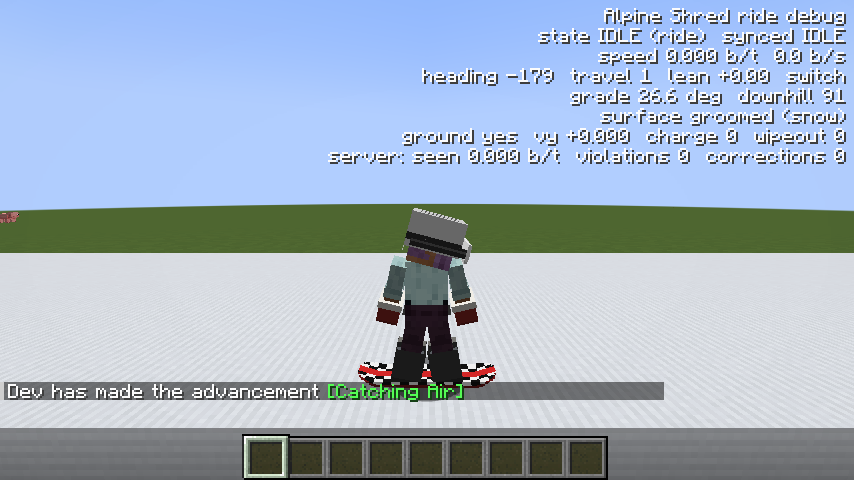 Alpine Shred ride debug
state IDLE (ride) synced IDLE
speed 0.000 b/t 0.0 b/s
heading -179 travel 1 lean +0.00 switch
grade 26.6 deg downhill 91
surface groomed (snow)
ground yes vy +0.000 charge 0 wipeout 0
server: seen 0.000 b/t violations 0 corrections 0
Dev has made the advancement [Catching Air]